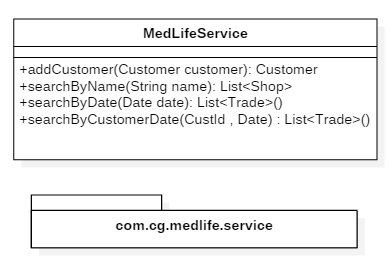 MedLifeService
+addCustomer(Customer customer): Customer
+searchByName(String name): List<Shop>
+searchByDate(Date date): List<Trade>()
+searchByCustomerDate(CustId , Date) : List<Trade>()
com.cg.medlife.service